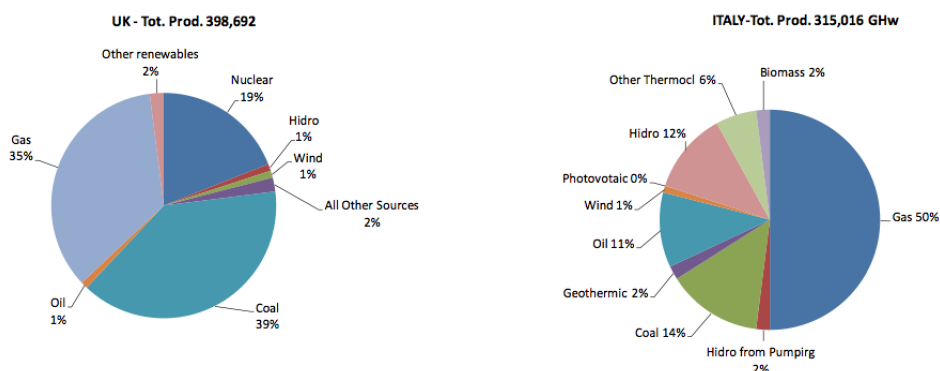 UK - Tot. Prod. 398,692
Other renewables
2%
Nuclear
19%
Hidro
1%
Wind
1%
All Other Sources
2%
Coal
39%
Oil
1%
Gas
35%
ITALY-Tot. Prod. 315,016 GHw
Biomass 2%
Other Thermocl 6%
Hidro 12%
Photovotaic 0%
Wind 1%
Oil 11%
Geothermic 2%
Coal 14%
Hidro from Pumpirg
2%
Gas 50%